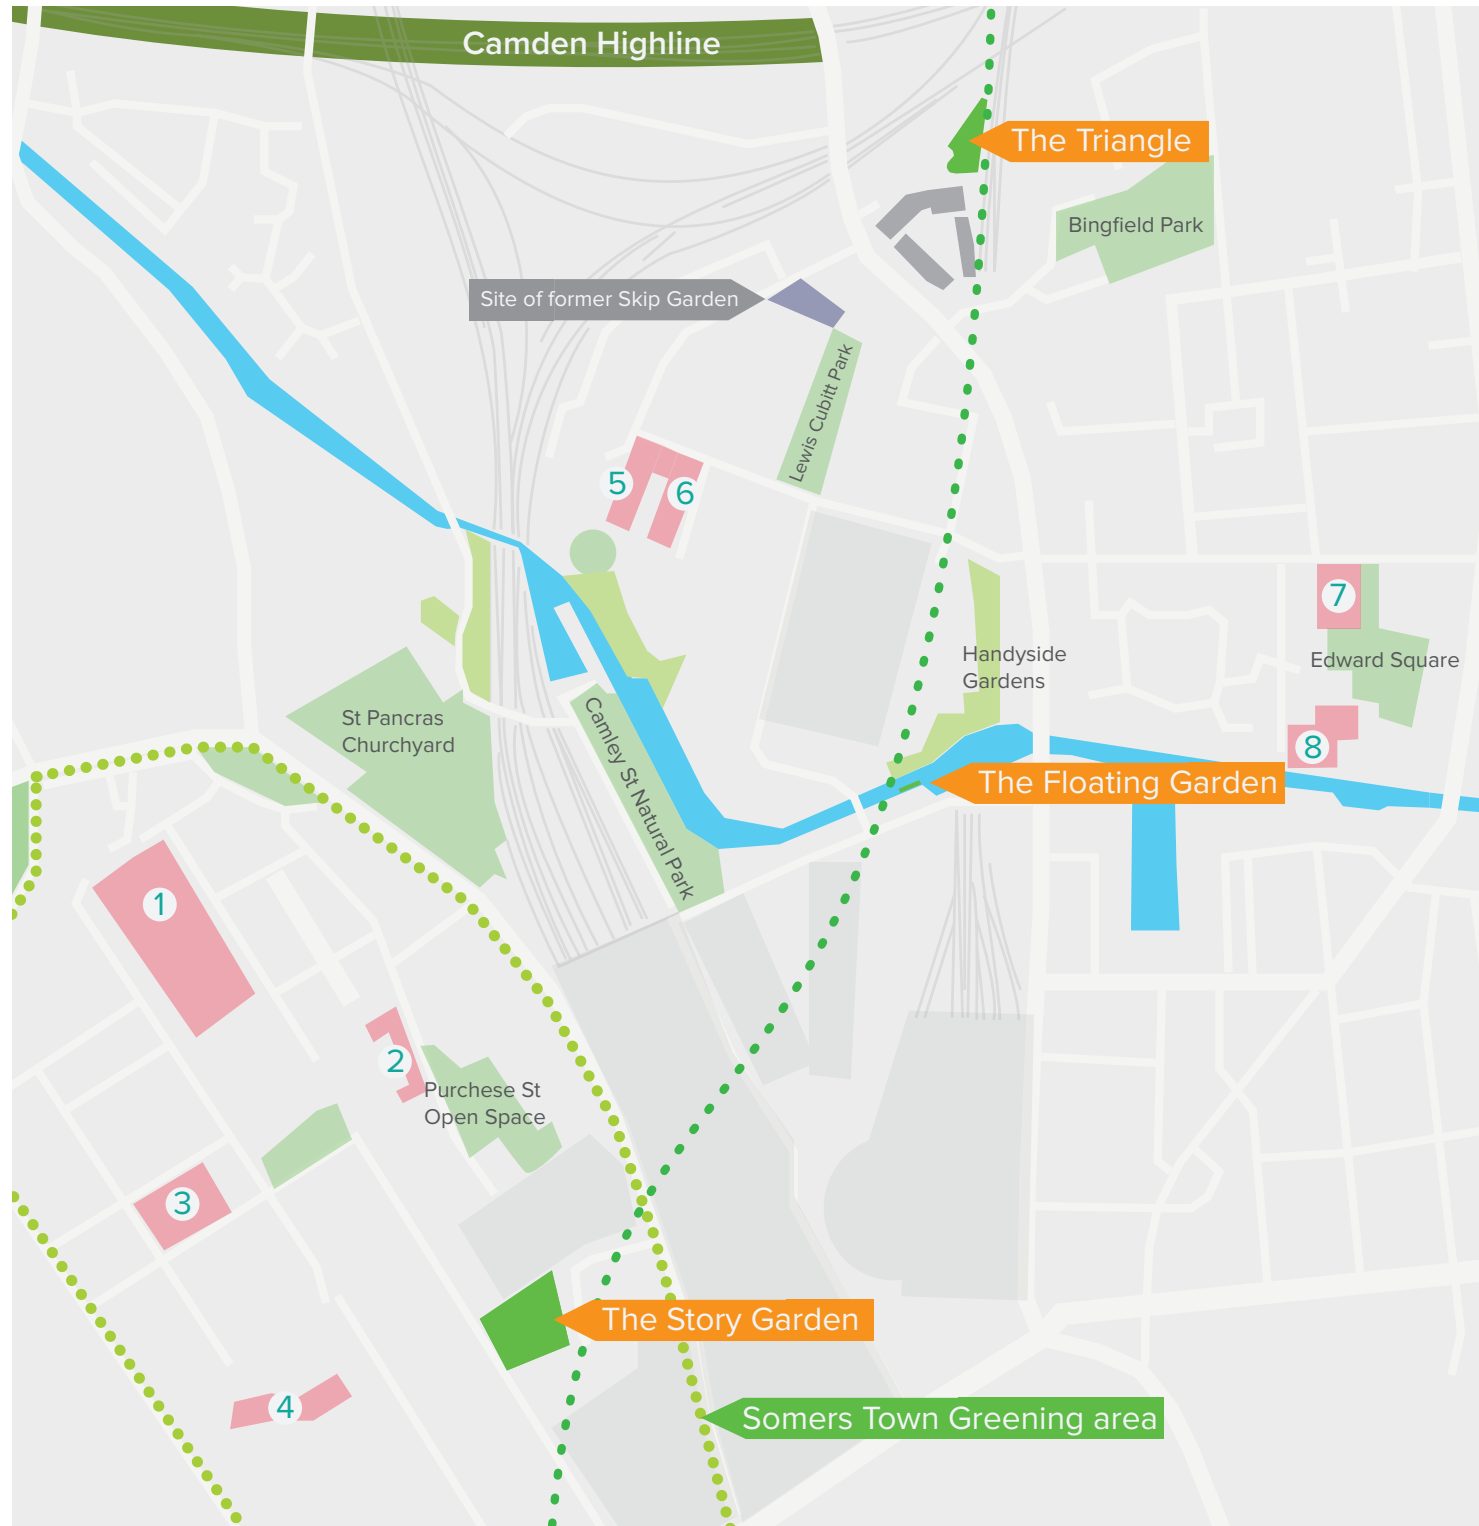 Camden Highline
The Triangle
Bingfield Park
Site of former Skip Garden
Lewis Cubitt Park
5
6
7
Handyside
Gardens
Edward Square
St Pancras
Churchyard
Camley St Natural Park
8
The Floating Garden
1
2
Purchese St
Open Space
3
The Story Garden
4
Somers Town Greening area